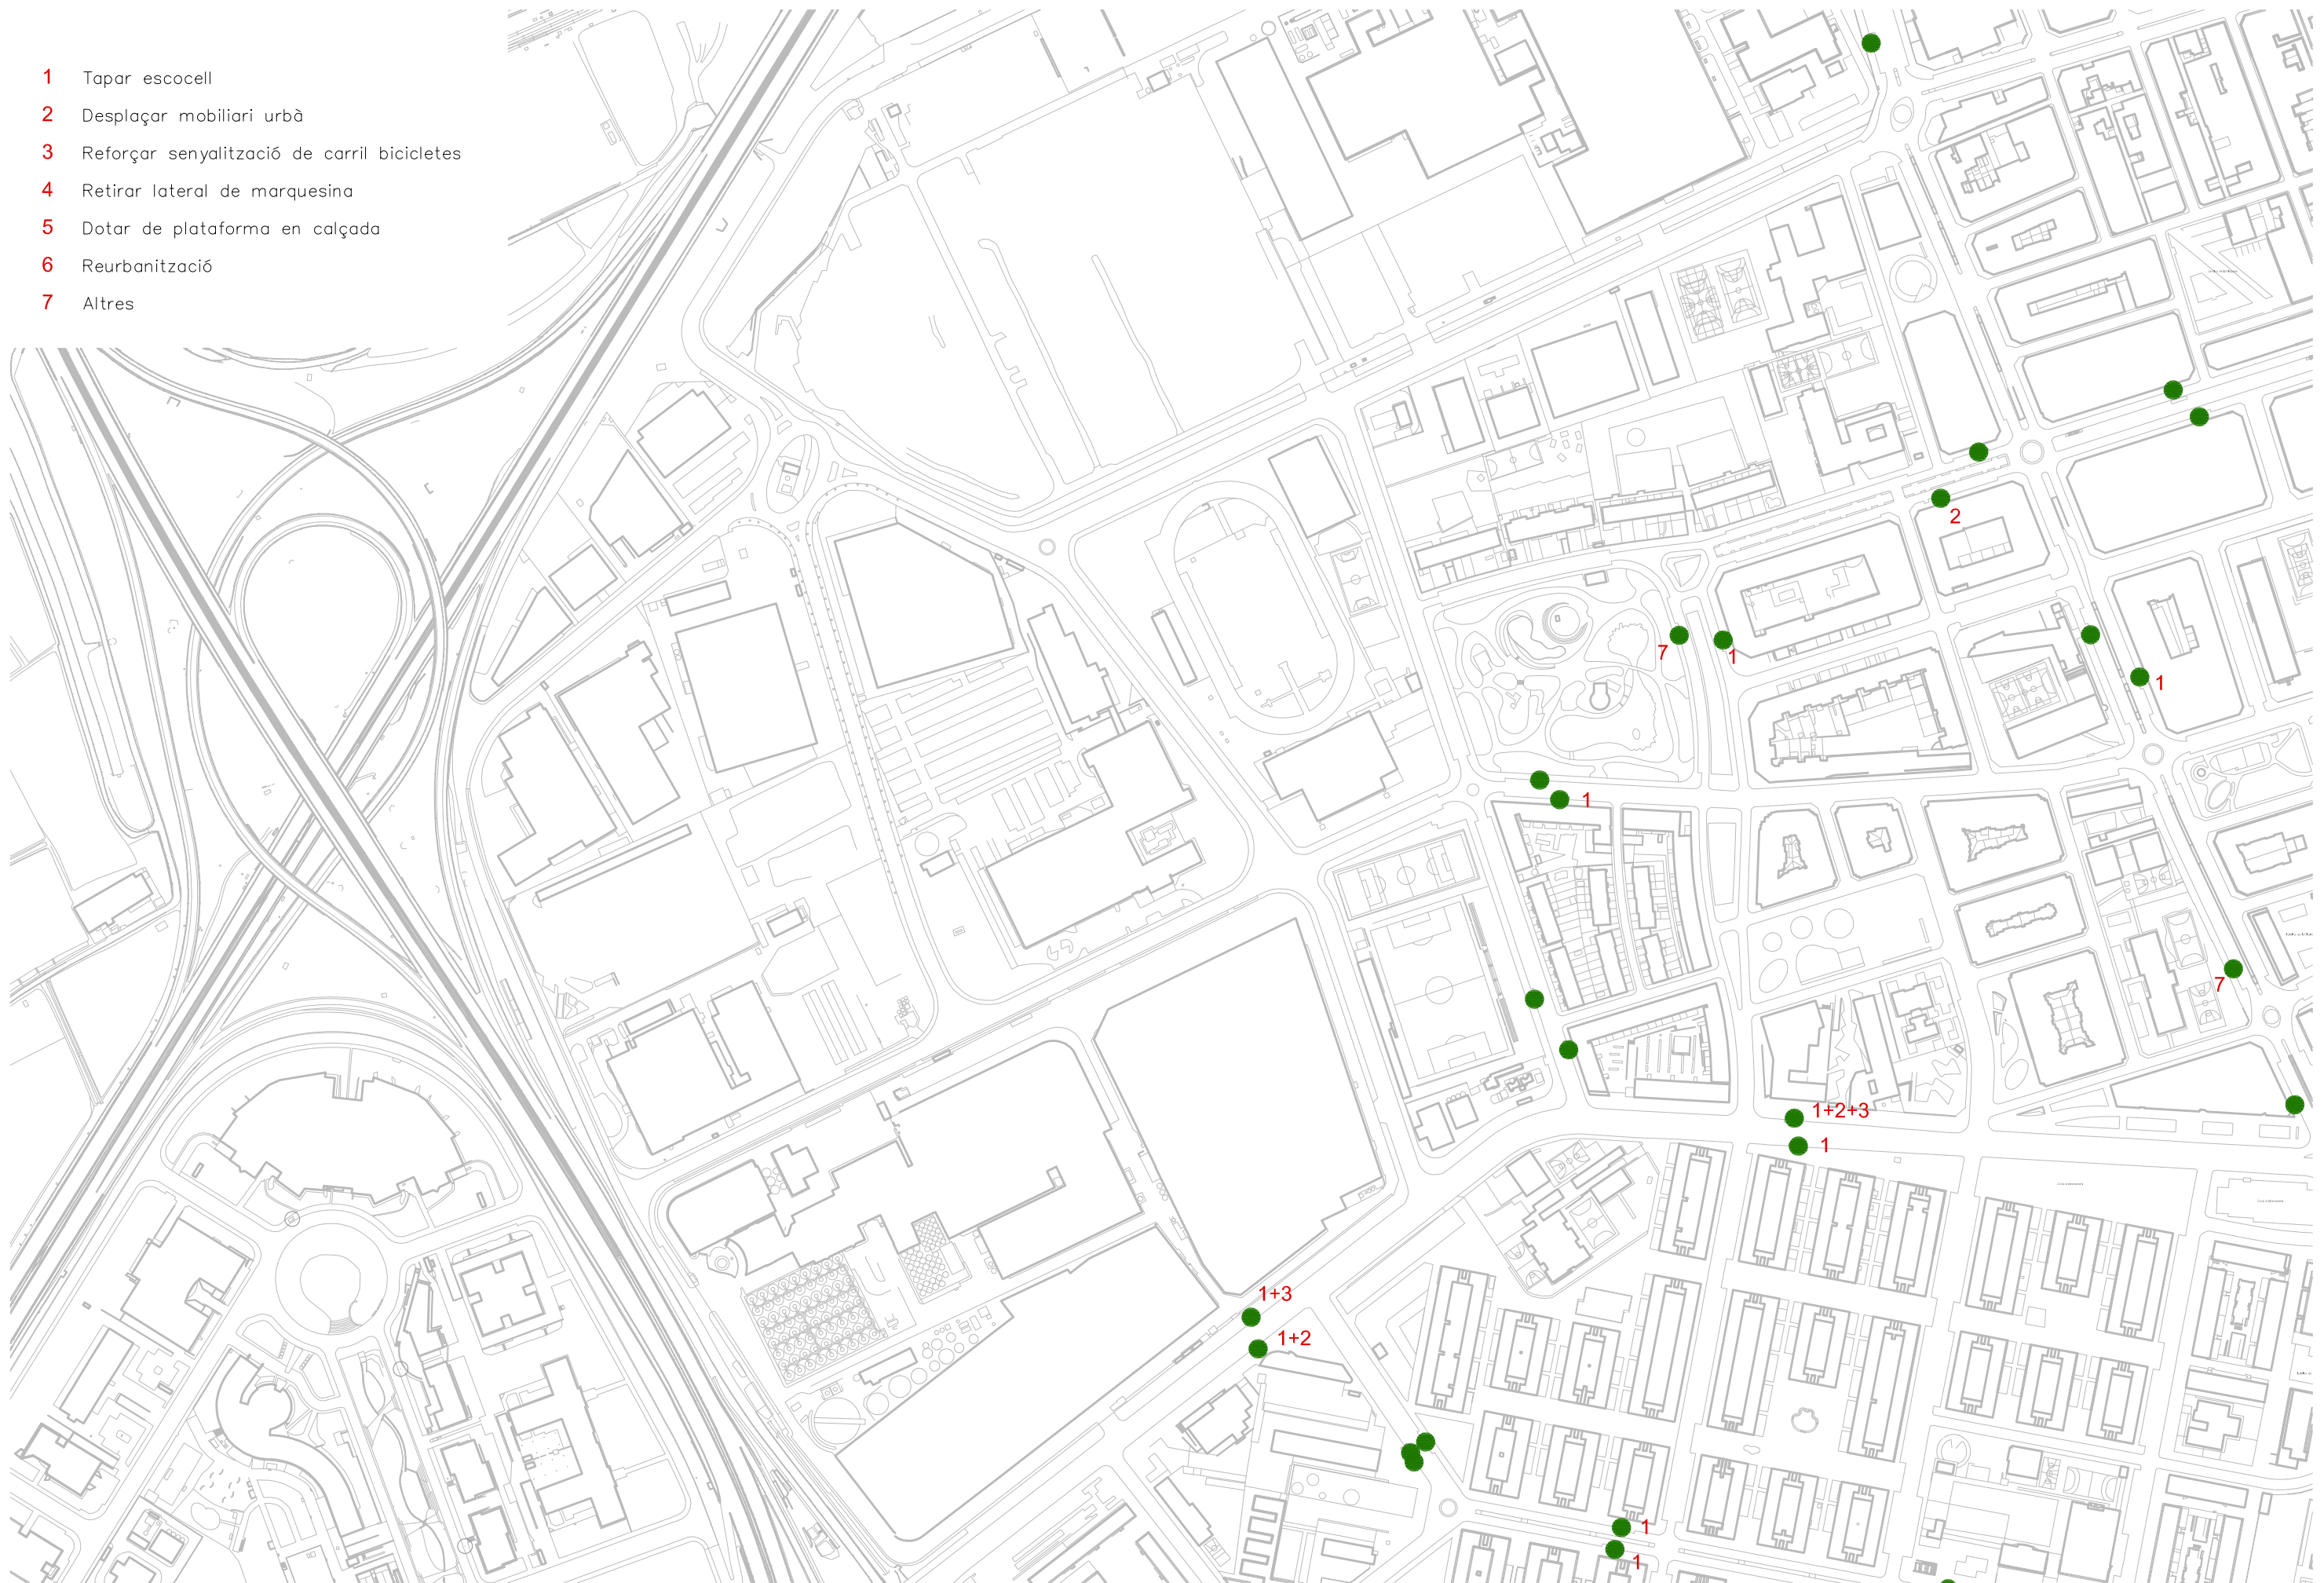 1 Tapar escocell
2 Desplaçar mobiliari urbà
3 Reforçar senyalització de carril bicicletes
4 Retirar lateral de marquesina
5 Dotar de plataforma en calçada
6 Reurbanització
7 Altres
2
7
1
1
1
7
1+2+3
1
1+3
1+2
1
1